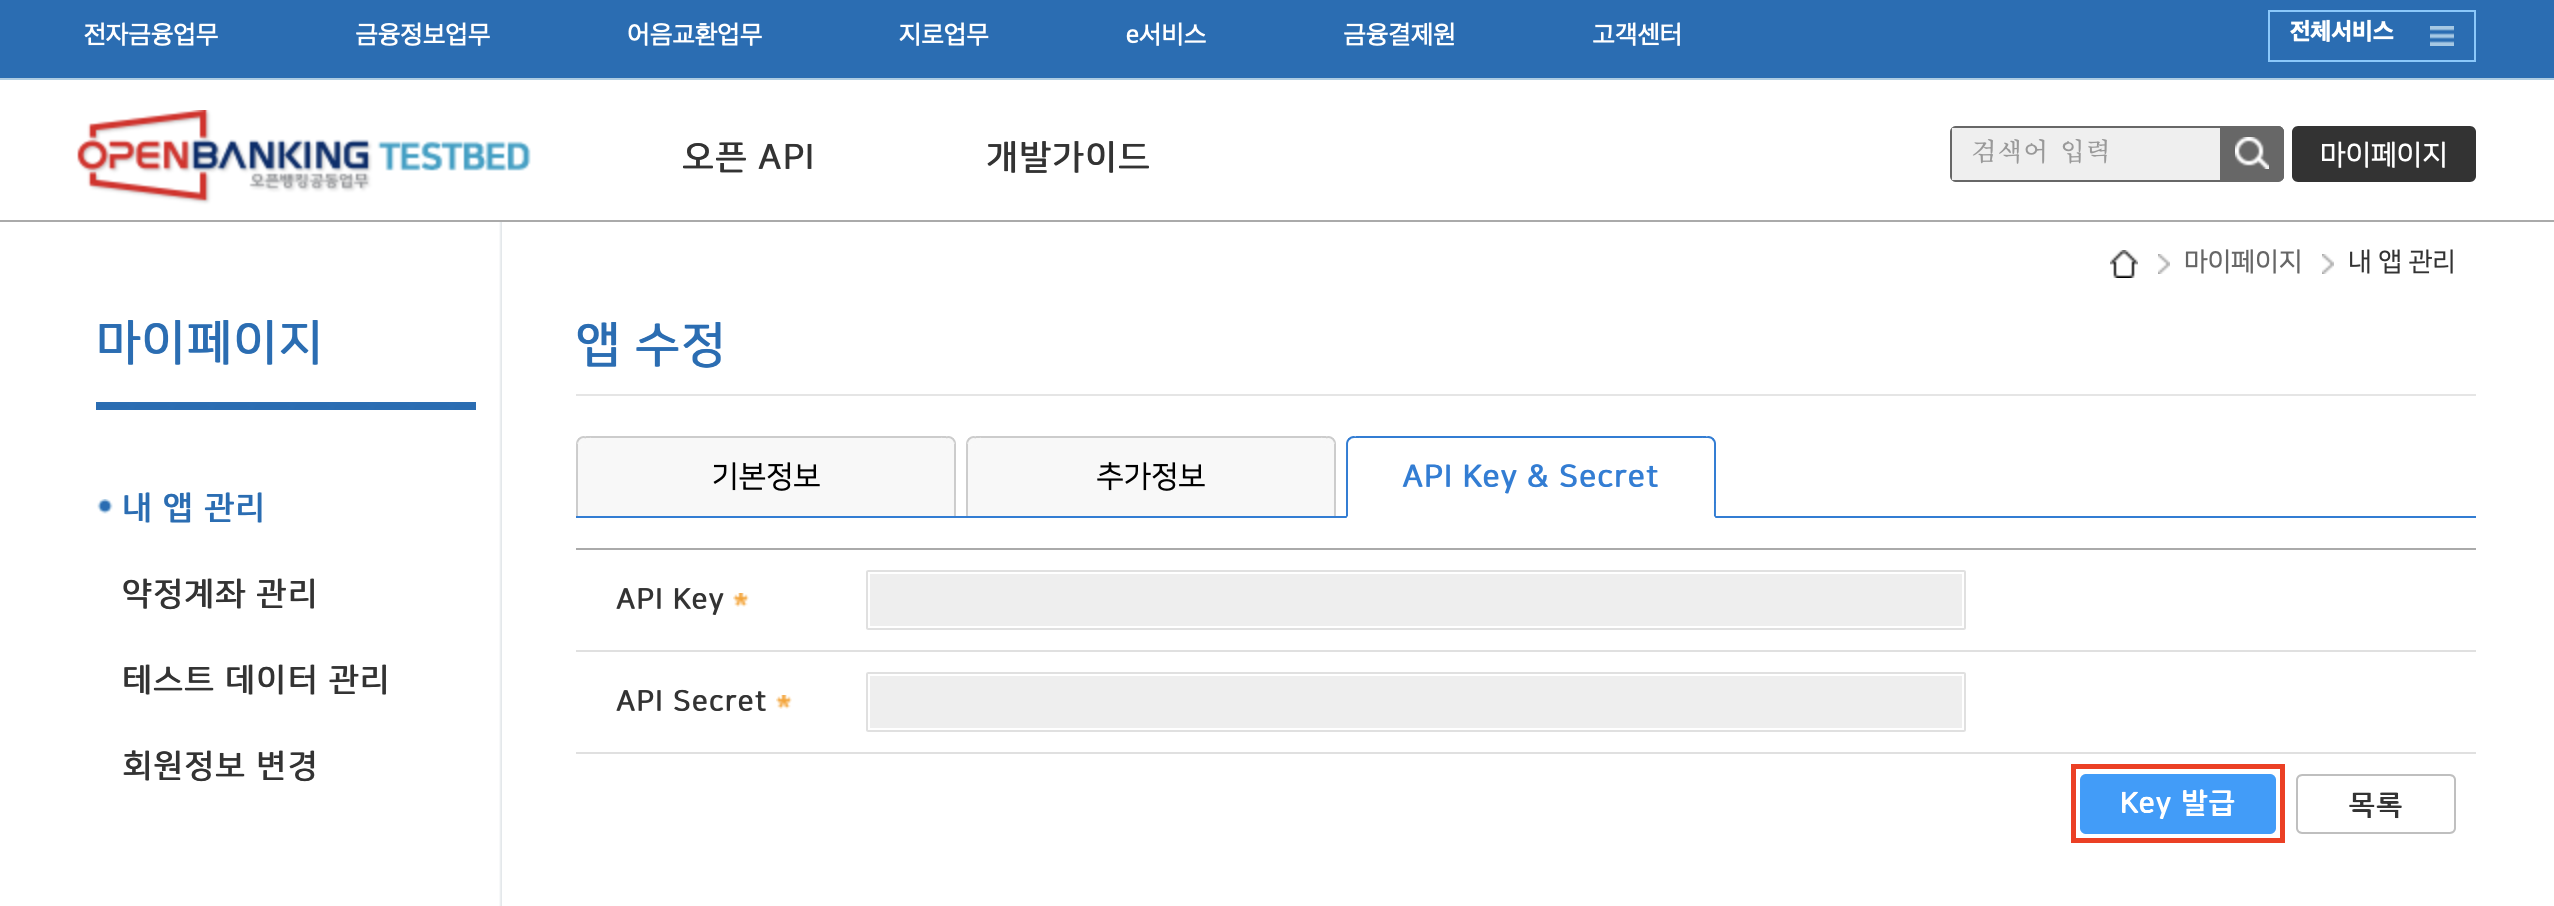 전자금융업무 금융정보업무 어음교환업무 지로업무 e서비스 금융결제원 고객센터 전체서비스
OPENBANKING TESTBED 오픈 API 개발가이드 검색어 입력 마이페이지
오픈뱅킹공동업무
마이페이지 > 내 앱 관리
마이페이지
내 앱 관리
약정계좌 관리
테스트 데이터 관리
회원정보 변경
앱 수정
기본정보 추가정보 API Key & Secret
API Key *
API Secret *
Key 발급 목록